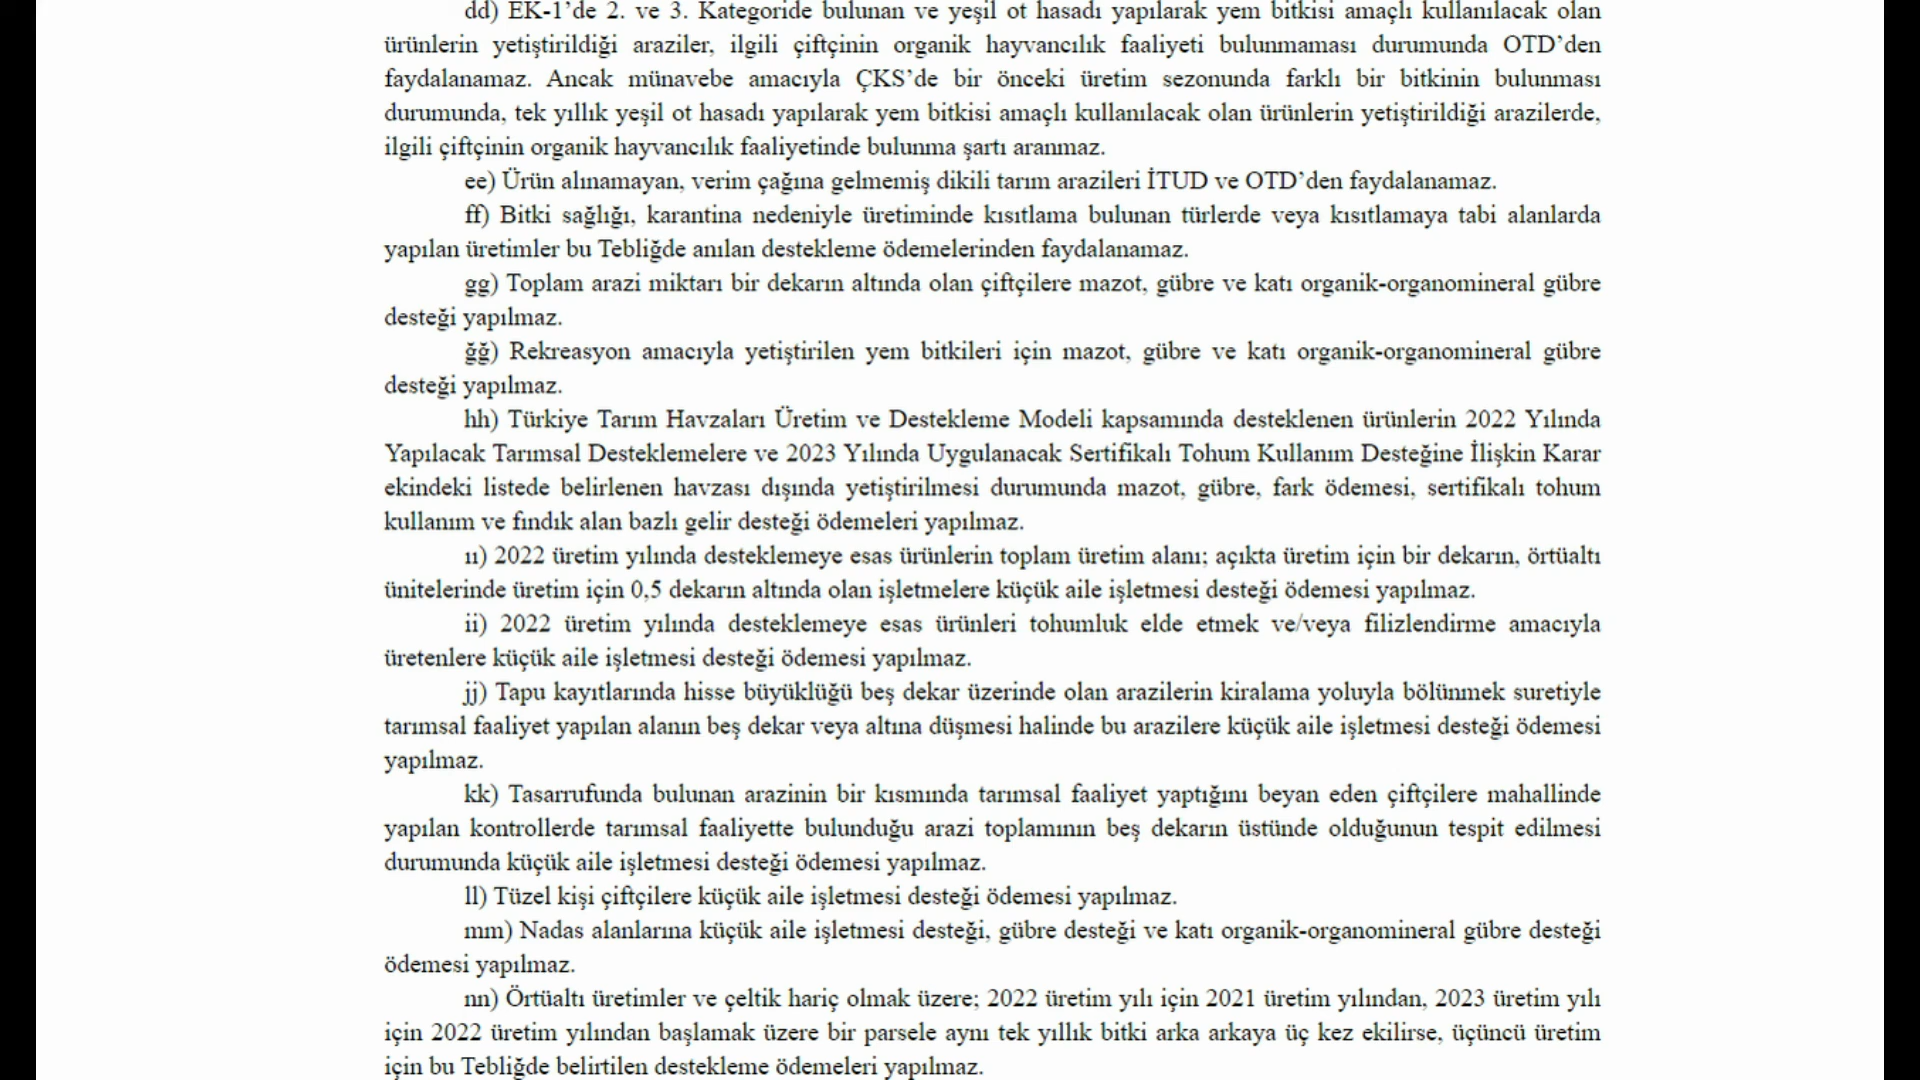 dd) EK-1’de 2. ve 3. Kategoride bulunan ve yeşil ot hasadı yapılarak yem bitkisi amaçlı kullanılacak olan
ürünlerin yetiştirildiği araziler, ilgili çiftçinin organik hayvancılık faaliyeti bulunmaması durumunda OTD’den
faydalanamaz. Ancak münavebe amacıyla ÇKS’de bir önceki üretim sezonunda farklı bir bitkinin bulunması
durumunda, tek yıllık yeşil ot hasadı yapılarak yem bitkisi amaçlı kullanılacak olan ürünlerin yetiştirildiği arazilerde,
ilgili çiftçinin organik hayvancılık faaliyetinde bulunma şartı aranmaz.
ee) Ürün alınamayan, verim çağına gelmemiş dikili tarım arazileri İTUD ve OTD’den faydalanamaz.
ff) Bitki sağlığı, karantina nedeniyle üretiminde kısıtlama bulunan türlerde veya kısıtlamaya tabi alanlarda
yapılan üretimler bu Tebliğde anılan destekleme ödemelerinden faydalanamaz.
gg) Toplam arazi miktarı bir dekarın altında olan çiftçilere mazot, gübre ve katı organik-organomineral gübre
desteği yapılmaz.
ğğ) Rekreasyon amacıyla yetiştirilen yem bitkileri için mazot, gübre ve katı organik-organomineral gübre
desteği yapılmaz.
hh) Türkiye Tarım Havzaları Üretim ve Destekleme Modeli kapsamında desteklenen ürünlerin 2022 Yılında
Yapılacak Tarımsal Desteklemelere ve 2023 Yılında Uygulanacak Sertifikalı Tohum Kullanım Desteğine İlişkin Karar
ekindeki listede belirlenen havzası dışında yetiştirilmesi durumunda mazot, gübre, fark ödemesi, sertifikalı tohum
kullanım ve fındık alan bazlı gelir desteği ödemeleri yapılmaz.
ıı) 2022 üretim yılında desteklemeye esas ürünlerin toplam üretim alanı; açıkta üretim için bir dekarın, örtüaltı
ünitelerinde üretim için 0,5 dekarın altında olan işletmelere küçük aile işletmesi desteği ödemesi yapılmaz.
ii) 2022 üretim yılında desteklemeye esas ürünleri tohumluk elde etmek ve/veya filizlendirme amacıyla
üretenlere küçük aile işletmesi desteği ödemesi yapılmaz.
jj) Tapu kayıtlarında hisse büyüklüğü beş dekar üzerinde olan arazilerin kiralama yoluyla bölünmek suretiyle
tarımsal faaliyet yapılan alanın beş dekar veya altına düşmesi halinde bu arazilere küçük aile işletmesi desteği ödemesi
yapılmaz.
kk) Tasarrufunda bulunan arazinin bir kısmında tarımsal faaliyet yaptığını beyan eden çiftçilere mahallinde
yapılan kontrollerde tarımsal faaliyette bulunduğu arazi toplamının beş dekarın üstünde olduğunun tespit edilmesi
durumunda küçük aile işletmesi desteği ödemesi yapılmaz.
ll) Tüzel kişi çiftçilere küçük aile işletmesi desteği ödemesi yapılmaz.
mm) Nadas alanlarına küçük aile işletmesi desteği, gübre desteği ve katı organik-organomineral gübre desteği
ödemesi yapılmaz.
nn) Örtüaltı üretimler ve çeltik hariç olmak üzere; 2022 üretim yılı için 2021 üretim yılından, 2023 üretim yılı
için 2022 üretim yılından başlamak üzere bir parsele aynı tek yıllık bitki arka arkaya üç kez ekilirse, üçüncü üretim
için bu Tebliğde belirtilen destekleme ödemeleri yapılmaz.